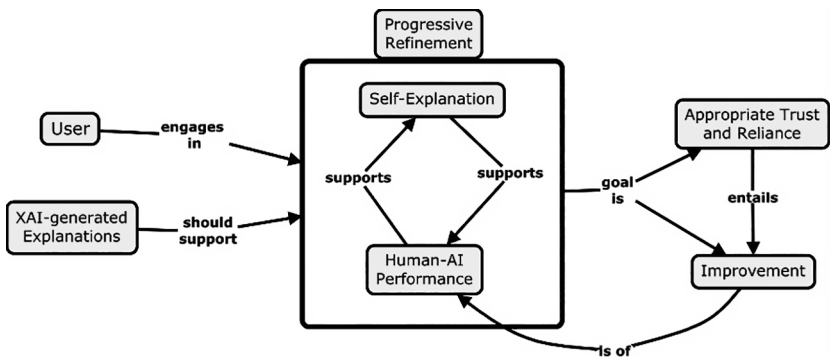 Progressive
Refinement
Self-Explanation
User
engages
in
Appropriate Trust
and Reliance
supports
supports
goal
is
entails
XAI-generated
Explanations
should
support
Human-AI
Performance
Improvement
is of